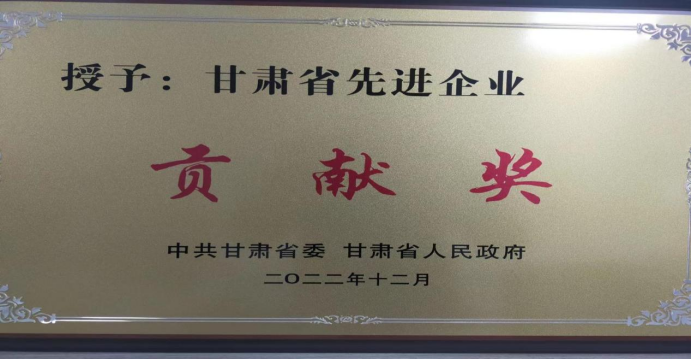 授予：甘肃省先进企业
贡献奖
中共甘肃省委 甘肃省人民政府
二〇二二年十二月